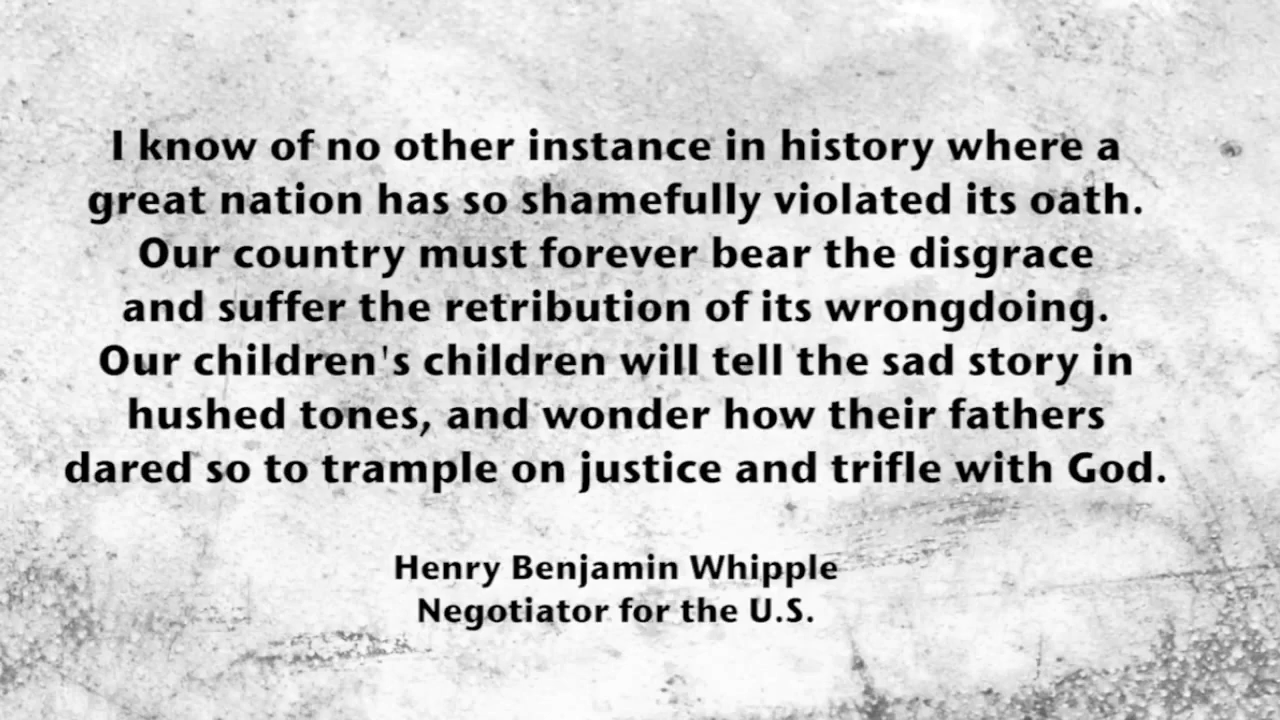 I know of no other instance in history where a
great nation has so shamefully violated its oath.
Our country must forever bear the disgrace
and suffer the retribution of its wrongdoing.
Our children's children will tell the sad story in
hushed tones, and wonder how their fathers
dared so to trample on justice and trifle with God.
Henry Benjamin Whipple
Negotiator for the U.S.